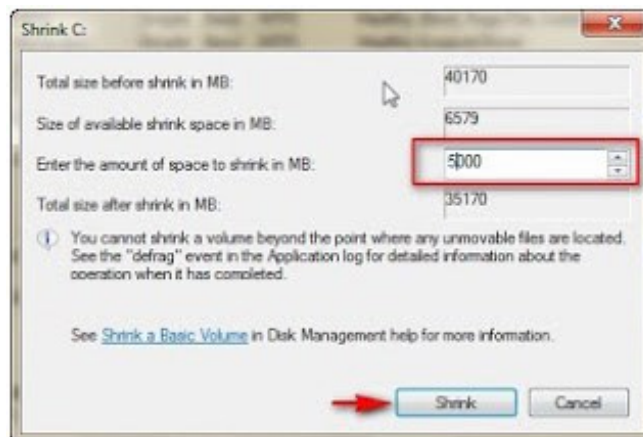 Shrink C:
Total size before shrink in MB: 40170
Size of available shrink space in MB: 6579
Enter the amount of space to shrink in MB: 5000
Total size after shrink in MB: 35170
You cannot shrink a volume beyond the point where any unmovable files are located.
See the "defrag" event in the Application log for detailed information about the
operation when it has completed.
See Shrink a Basic Volume in Disk Management help for more information.
Shrink Cancel